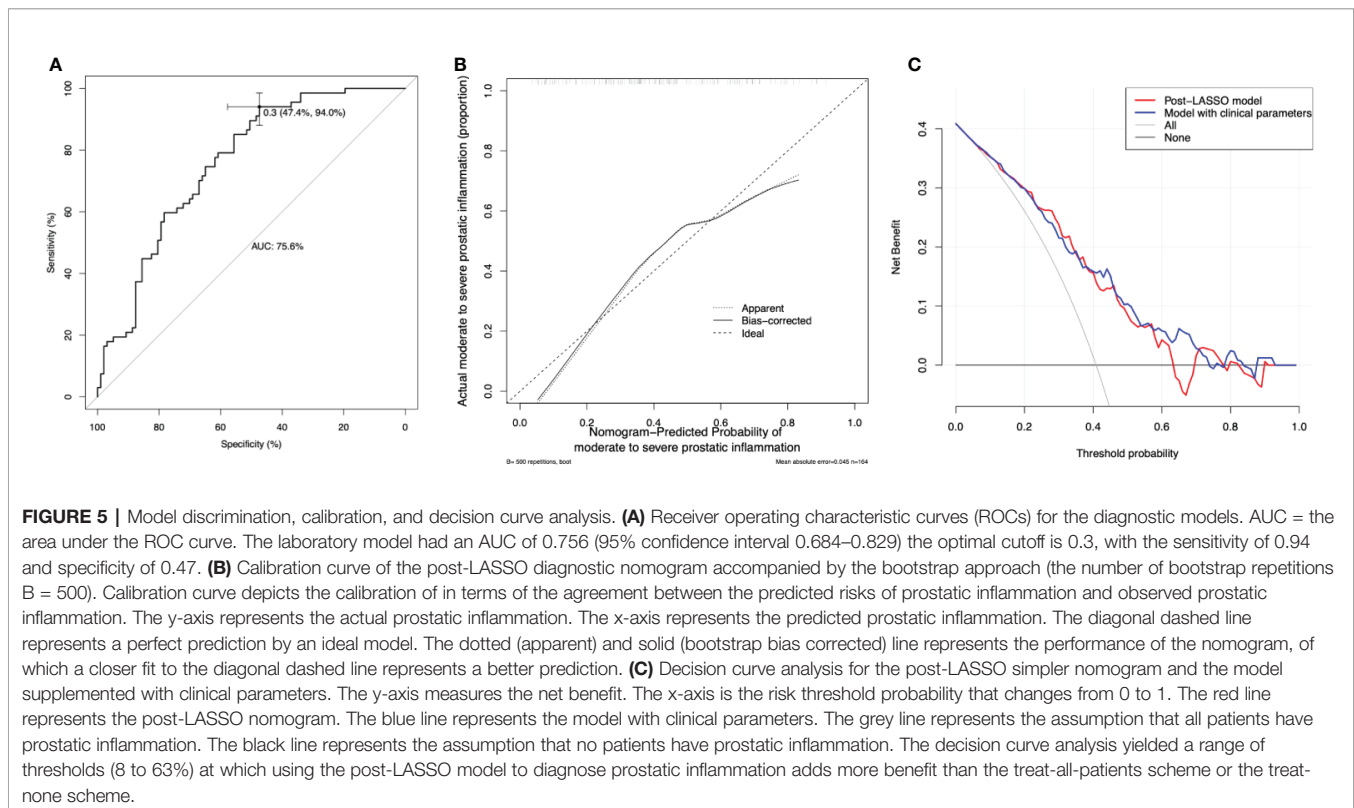 A
100
80
60
40
20
0
Sensitivity (%)
0.3 (47.4%, 94.0%)
AUC: 75.6%
100
80
60
40
20
0
Specificity (%)
B
Actual moderate to severe prostatic inflammation (proportion)
1.0
0.8
0.6
0.4
0.2
0.0
Apparent
Bias-corrected
Ideal
0.0
0.2
0.4
0.6
0.8
1.0
Nomogram-Predicted Probability of
moderate to severe prostatic inflammation
B= 500 repetitions, boot
Mean absolute error=0.045 n=164
C
Post-LASSO model
Model with clinical parameters
All
None
Net Benefit
0.4
0.3
0.2
0.1
0.0
0.0
0.2
0.4
0.6
0.8
1.0
Threshold probability
FIGURE 5 | Model discrimination, calibration, and decision curve analysis. (A) Receiver operating characteristic curves (ROCs) for the diagnostic models. AUC = the
area under the ROC curve. The laboratory model had an AUC of 0.756 (95% confidence interval 0.684–0.829) the optimal cutoff is 0.3, with the sensitivity of 0.94
and specificity of 0.47. (B) Calibration curve of the post-LASSO diagnostic nomogram accompanied by the bootstrap approach (the number of bootstrap repetitions
B = 500). Calibration curve depicts the calibration of in terms of the agreement between the predicted risks of prostatic inflammation and observed prostatic
inflammation. The y-axis represents the actual prostatic inflammation. The x-axis represents the predicted prostatic inflammation. The diagonal dashed line
represents a perfect prediction by an ideal model. The dotted (apparent) and solid (bootstrap bias corrected) line represents the performance of the nomogram, of
which a closer fit to the diagonal dashed line represents a better prediction. (C) Decision curve analysis for the post-LASSO simpler nomogram and the model
supplemented with clinical parameters. The y-axis measures the net benefit. The x-axis is the risk threshold probability that changes from 0 to 1. The red line
represents the post-LASSO nomogram. The blue line represents the model with clinical parameters. The grey line represents the assumption that all patients have
prostatic inflammation. The black line represents the assumption that no patients have prostatic inflammation. The decision curve analysis yielded a range of
thresholds (8 to 63%) at which using the post-LASSO model to diagnose prostatic inflammation adds more benefit than the treat-all-patients scheme or the treat-
none scheme.